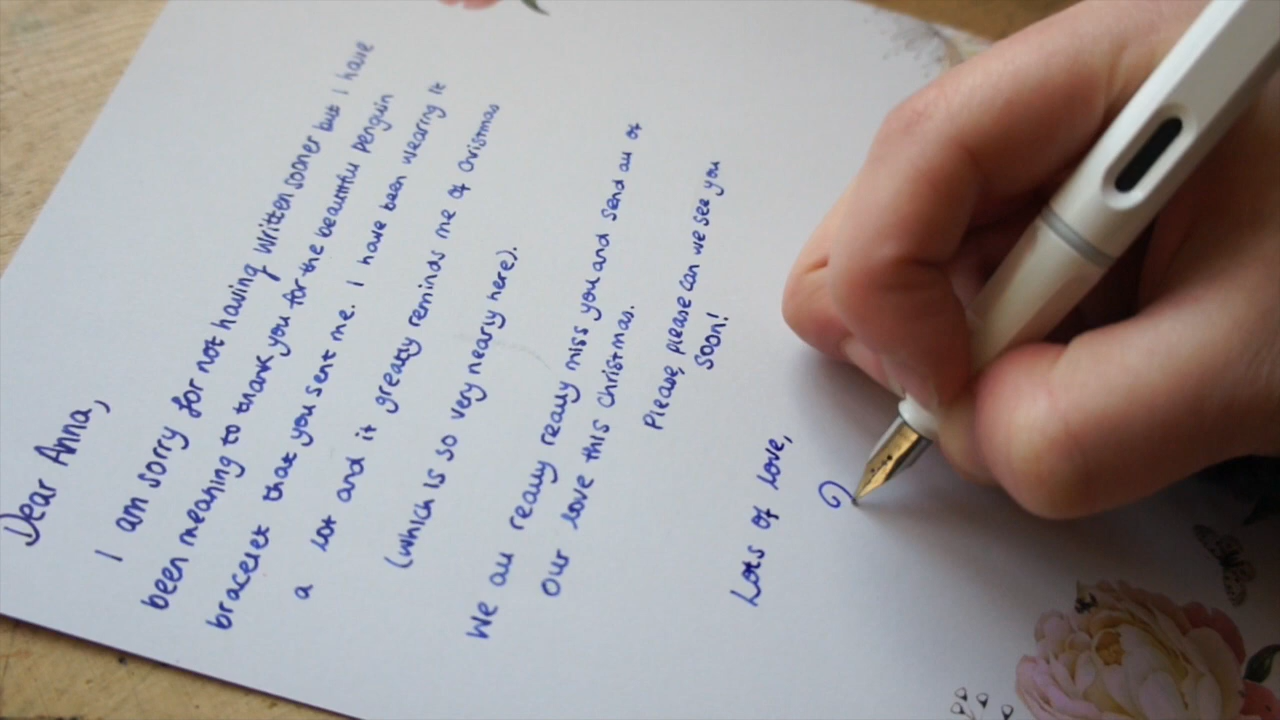 Dear Anna,
I am sorry for not having written sooner but I have
been meaning to thank you for the beautiful penguin
bracelet that you sent me. I have been wearing it
a lot and it greatly reminds me of Christmas
(which is so very nearly here).
We all really really miss you and send all of
our love this Christmas.
Please, please can we see you
soon!
Lots of love,